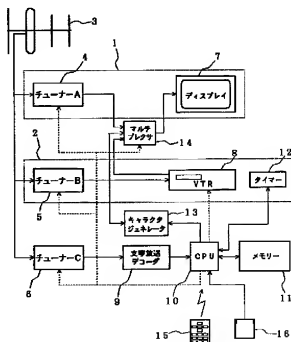 3
4
1
7
チューナーA
ディスプレイ
マルチプレクサ
14
2
8
12
チューナーB
VTR
タイマー
5
13
キャラクタジェネレータ
チューナーC
文字放送デコーダ
CPU
メモリー
6
9
10
11
15
16